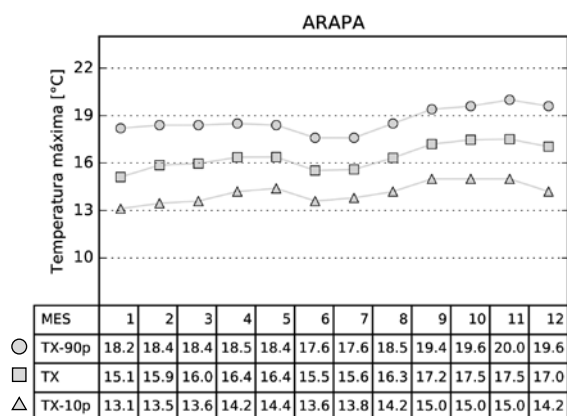 ARAPA
Temperatura máxima [°C]
22
19
16
13
10
MES 1 2 3 4 5 6 7 8 9 10 11 12
TX-90p 18.2 18.4 18.4 18.5 18.4 17.6 17.6 18.5 19.4 19.6 20.0 19.6
TX 15.1 15.9 16.0 16.4 16.4 15.5 15.6 16.3 17.2 17.5 17.5 17.0
TX-10p 13.1 13.5 13.6 14.2 14.4 13.6 13.8 14.2 15.0 15.0 15.0 14.2